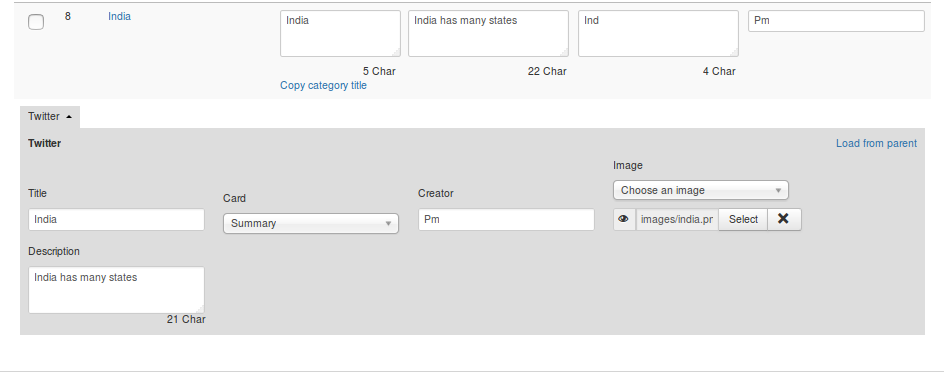 8 India India India has many states Ind Pm
5 Char 22 Char 4 Char
Copy category title
Twitter
Twitter Load from parent
Image
Choose an image
Title Card Creator
India Summary Pm images/india.pr Select
Description
India has many states
21 Char